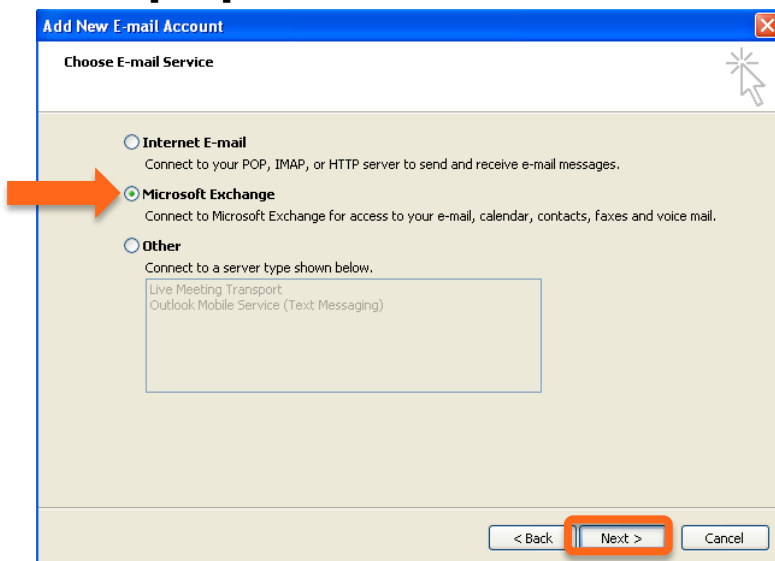 Add New E-mail Account
Choose E-mail Service
Internet E-mail
Connect to your POP, IMAP, or HTTP server to send and receive e-mail messages.
Microsoft Exchange
Connect to Microsoft Exchange for access to your e-mail, calendar, contacts, faxes and voice mail.
Other
Connect to a server type shown below.
Live Meeting Transport
Outlook Mobile Service (Text Messaging)
< Back Next > Cancel